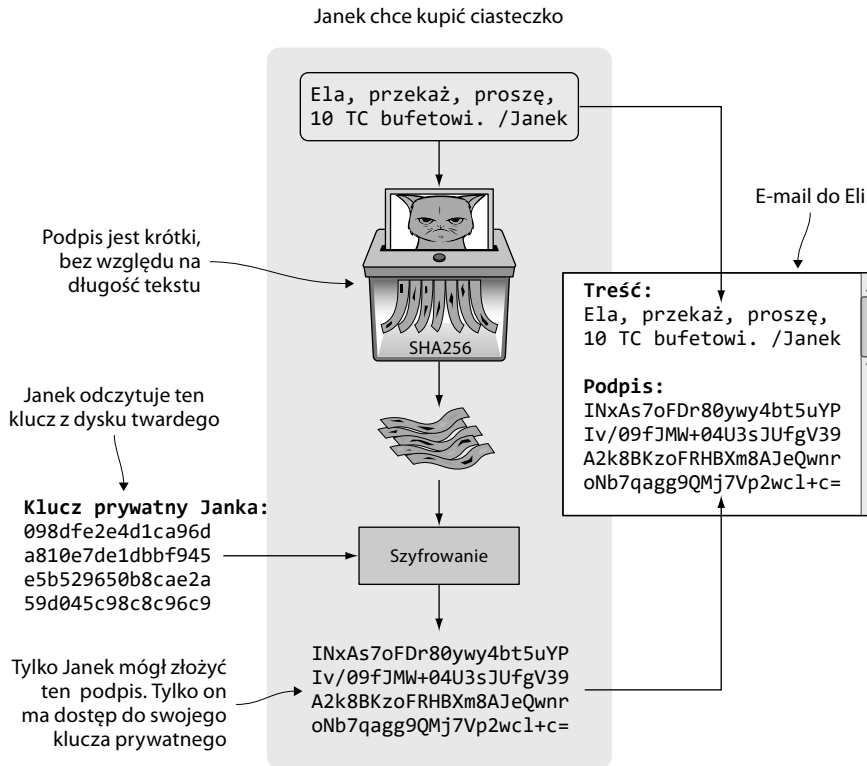 Janek chce kupić ciasteczko
Ela, przekaż, proszę,
10 TC bufetowi. /Janek
E-mail do Eli
Podpis jest krótki,
bez względu na
długość tekstu
SHA256
Treść:
Ela, przekaż, proszę,
10 TC bufetowi. /Janek
Podpis:
INxAs7oFDr80ywy4bt5uYP
Iv/09fJMW+04U3sJUfgV39
A2k8BKzoFRHBXm8AJeQwnr
oNb7qagg9QMj7Vp2wcl+c=
Janek odczytuje ten
klucz z dysku twardego
Klucz prywatny Janka:
098dfe2e4d1ca96d
a810e7de1dbbf945
e5b529650b8cae2a
59d045c98c8c96c9
Szyfrowanie
Tylko Janek mógł złożyć
ten podpis. Tylko on
ma dostęp do swojego
klucza prywatnego
INxAs7oFDr80ywy4bt5uYP
Iv/09fJMW+04U3sJUfgV39
A2k8BKzoFRHBXm8AJeQwnr
oNb7qagg9QMj7Vp2wcl+c=